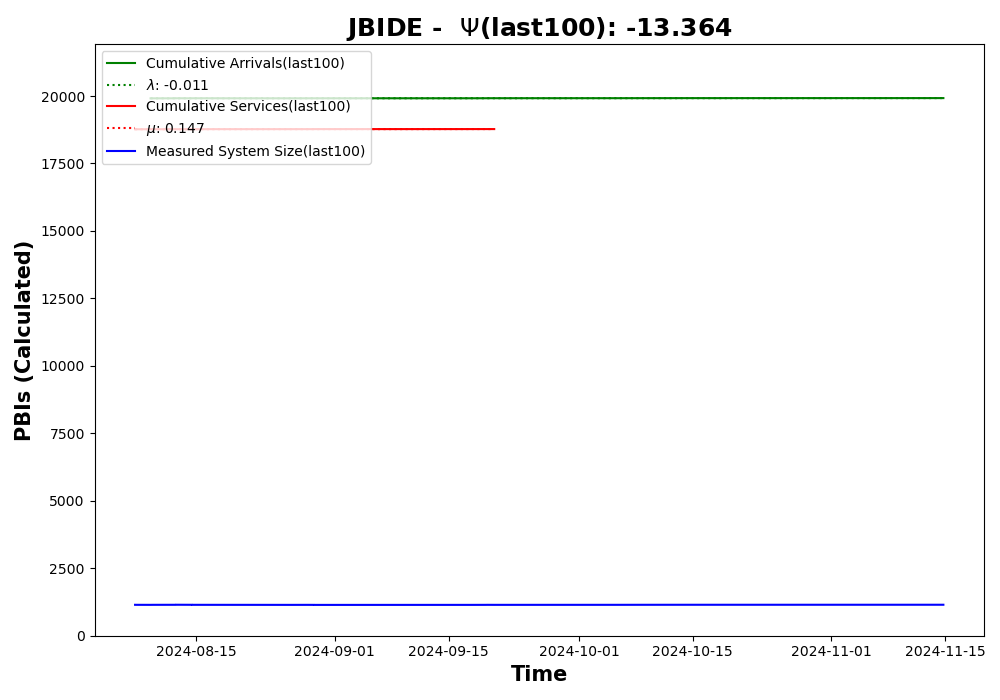 JBIDE - Ψ(last100): -13.364
Cumulative Arrivals(last100)
λ: -0.011
Cumulative Services(last100)
μ: 0.147
Measured System Size(last100)
PBIs (Calculated)
20000
17500
15000
12500
10000
7500
5000
2500
0
2024-08-15 2024-09-01 2024-09-15 2024-10-01 2024-10-15 2024-11-01 2024-11-15
Time